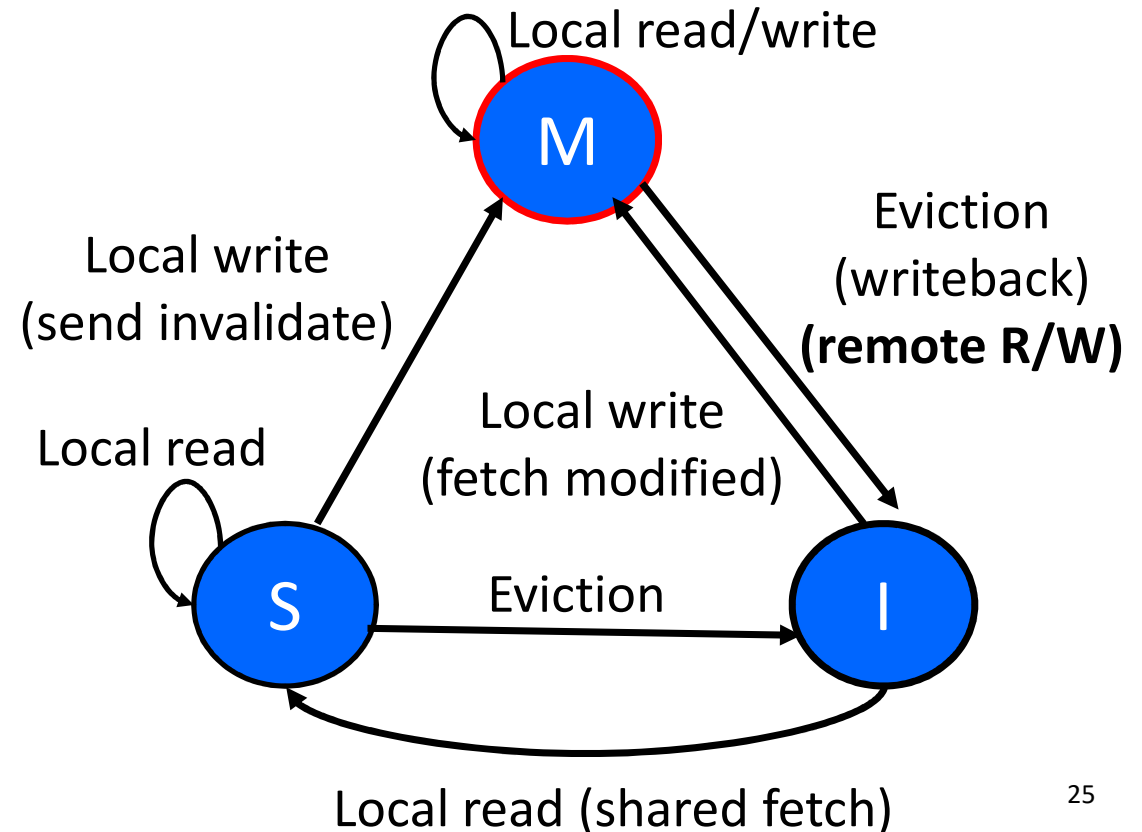 Local read/write
M
Eviction
(writeback)
(remote R/W)
Local write
(send invalidate)
Local write
(fetch modified)
Local read
S
Eviction
I
Local read (shared fetch)
25